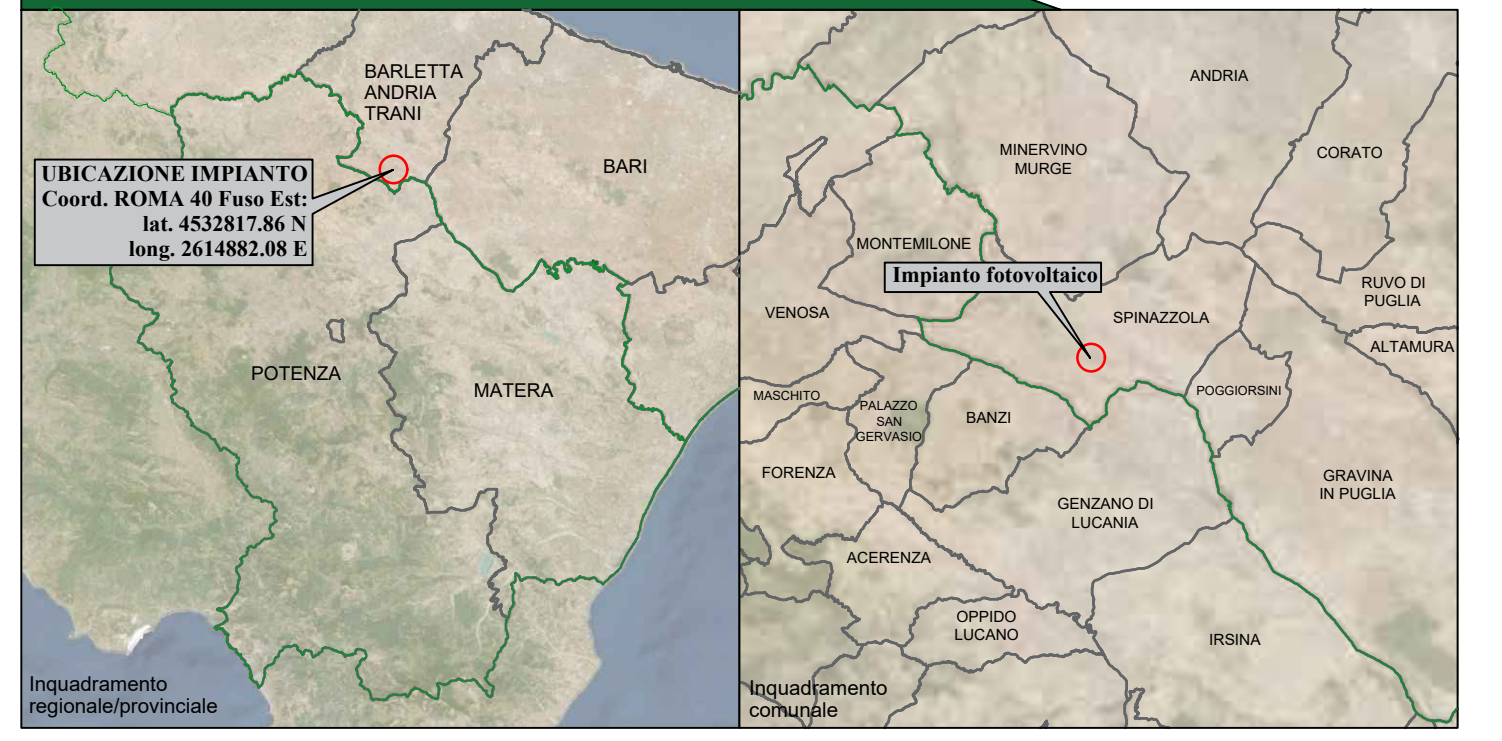 BARLETTA
ANDRIA
TRANI
BARI
UBICAZIONE IMPIANTO
Coord. ROMA 40 Fuso Est:
lat. 4532817.86 N
long. 2614882.08 E
POTENZA
MATERA
Inquadramento
regionale/provinciale
ANDRIA
MINERVINO
MURGE
CORATO
MONTEMILONE
Impianto fotovoltaico
RUVO DI
PUGLIA
VENOSA
SPINAZZOLA
ALTAMURA
MASCHITO
POGGIORSINI
PALAZZO
SAN
GERVASIO
BANZI
FORENZA
GRAVINA
IN PUGLIA
GENZANO DI
LUCANIA
ACERENZA
OPPIDO
LUCANO
IRSINA
Inquadramento
comunale